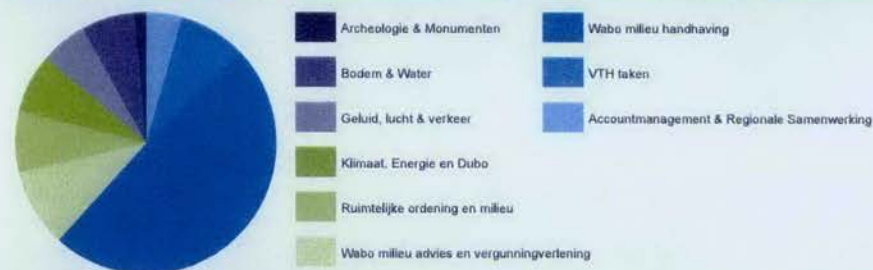 Archeologie & Monumenten
Bodem & Water
Geluid, lucht & verkeer
Klimaat, Energie en Dubo
Ruimtelijke ordening en milieu
Wabo milieu advies en vergunningverlening
Wabo milieu handhaving
VTH taken
Accountmanagement & Regionale Samenwerking